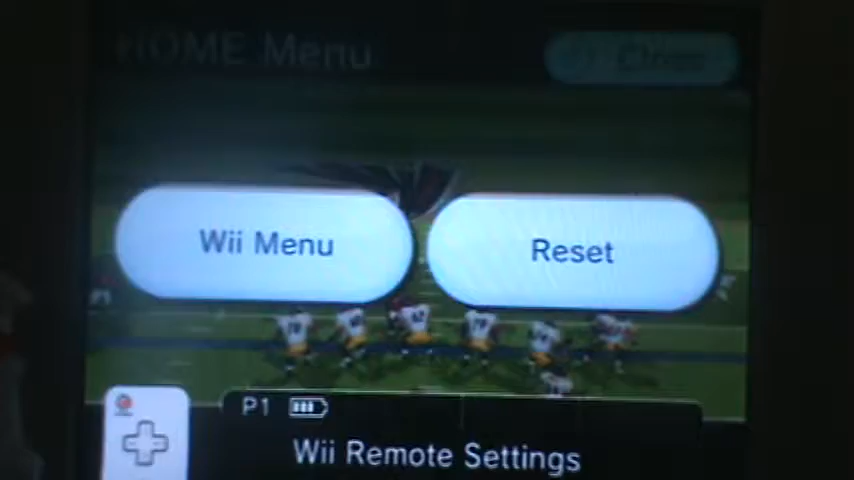 HOME Menu
Close
Wii Menu
Reset
P1
Wii Remote Settings